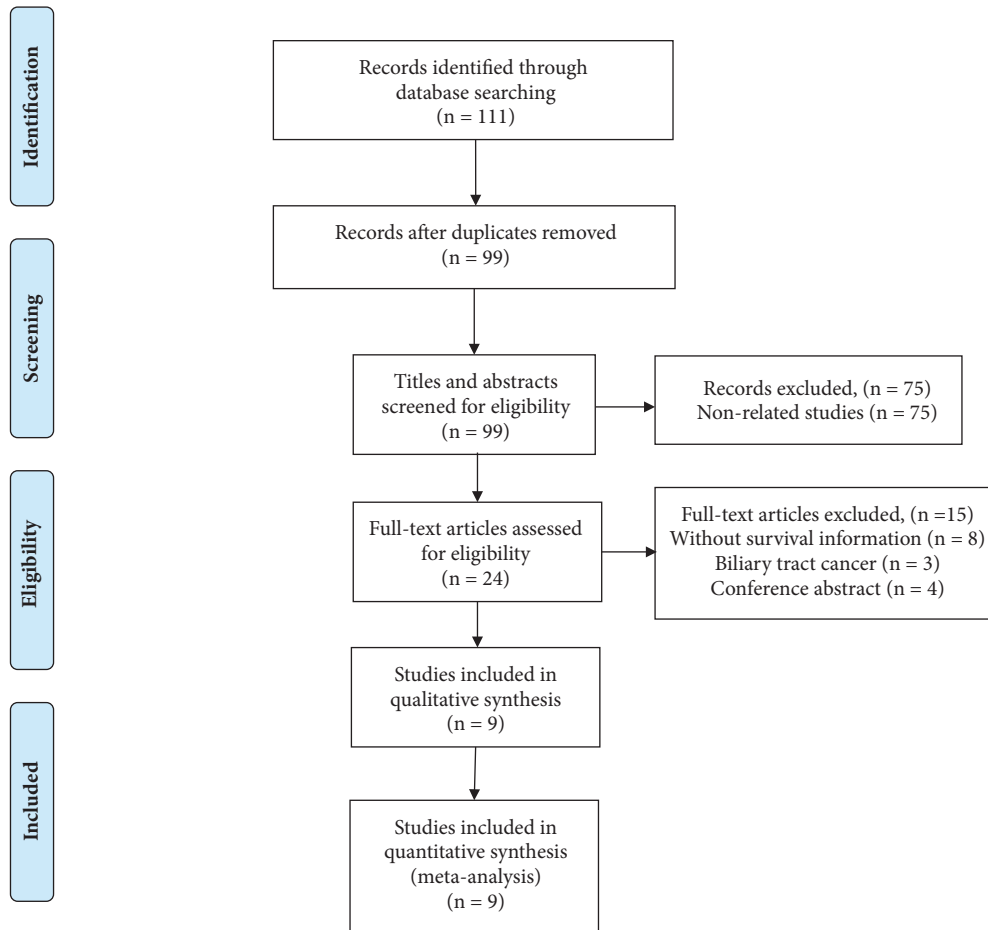 Identification
Records identified through
database searching
(n = 111)
Records after duplicates removed
(n = 99)
Screening
Titles and abstracts
screened for eligibility
(n = 99)
Records excluded, (n = 75)
Non-related studies (n = 75)
Eligibility
Full-text articles assessed
for eligibility
(n = 24)
Full-text articles excluded, (n =15)
Without survival information (n = 8)
Biliary tract cancer (n = 3)
Conference abstract (n = 4)
Studies included in
qualitative synthesis
(n = 9)
Included
Studies included in
quantitative synthesis
(meta-analysis)
(n = 9)